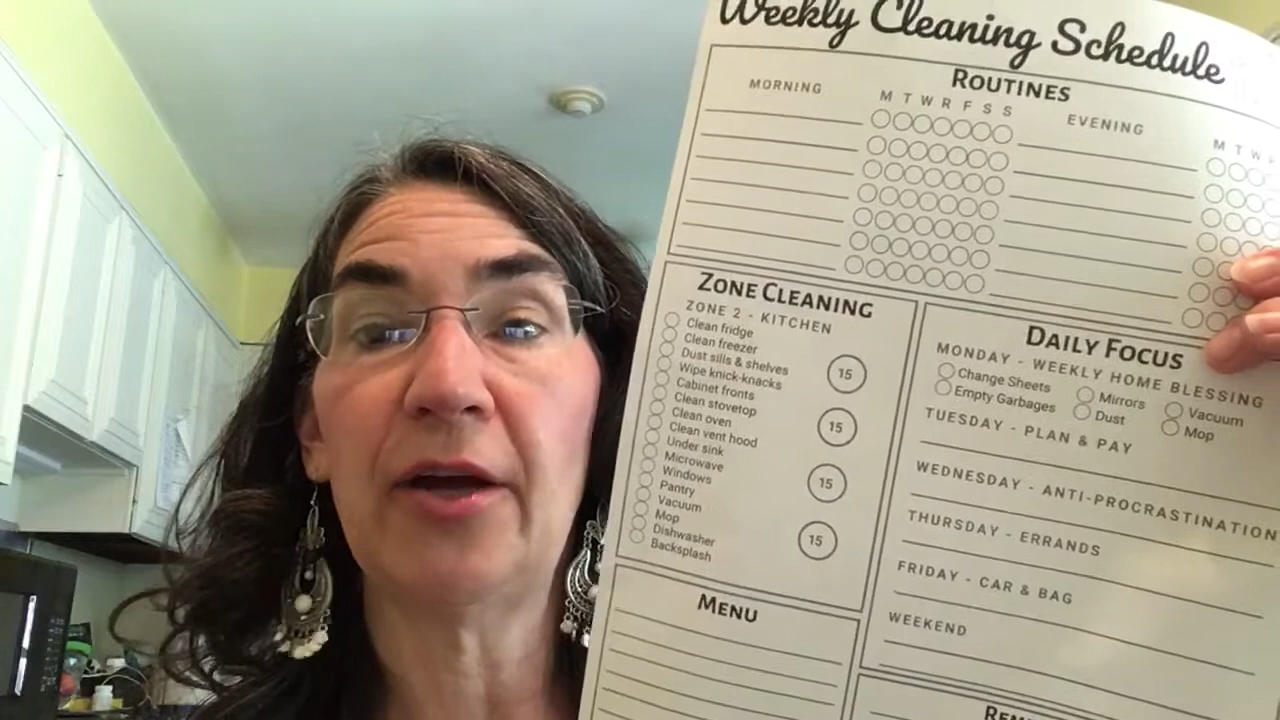 Weekly Cleaning Schedule
ROUTINES
MORNING
M T W R F S S
EVENING
M T W
ZONE CLEANING
ZONE 2 - KITCHEN
Clean fridge
Clean freezer
Dust sills & shelves
Wipe knick-knacks
Cabinet fronts
Clean stovetop
Clean oven
Clean vent hood
Under sink
Microwave
Windows
Pantry
Vacuum
Mop
Dishwasher
Backsplash
15
15
15
15
DAILY FOCUS
MONDAY - WEEKLY HOME BLESSING
Change Sheets
Mirrors
Vacuum
Empty Garbages
Dust
Mop
TUESDAY - PLAN & PAY
WEDNESDAY - ANTI-PROCRASTINATION
THURSDAY - ERRANDS
FRIDAY - CAR & BAG
WEEKEND
MENU